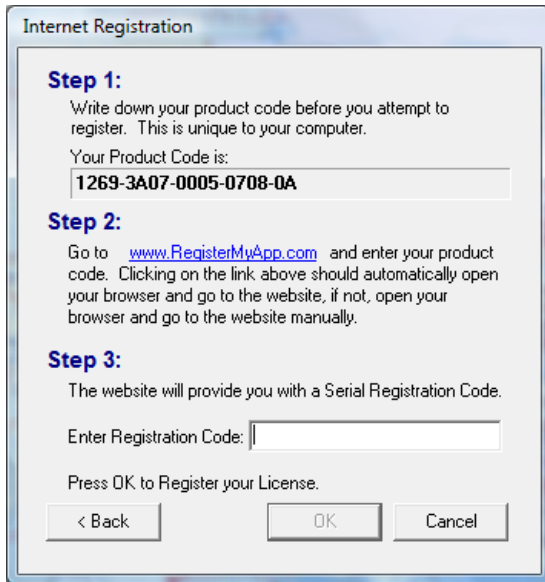 Internet Registration
Step 1:
Write down your product code before you attempt to
register. This is unique to your computer.
Your Product Code is:
1269-3A07-0005-0708-0A
Step 2:
Go to www.RegisterMyApp.com and enter your product
code. Clicking on the link above should automatically open
your browser and go to the website, if not, open your
browser and go to the website manually.
Step 3:
The website will provide you with a Serial Registration Code.
Enter Registration Code:
Press OK to Register your License.
< Back OK Cancel